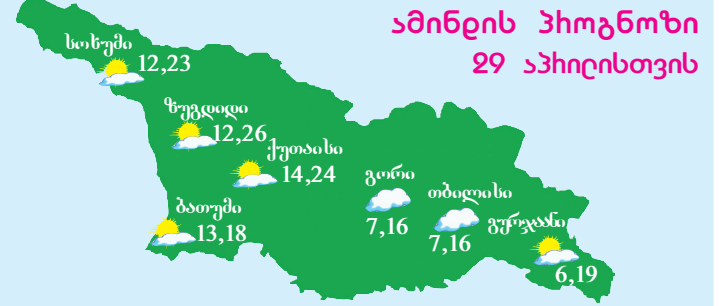 ამინდის პროგნოზი
29 აპრილისთვის
სოხუმი
12,23
ზუგდიდი
12,26
ქუთაისი
14,24
გორი
7,16
თბილისი
7,16
ბათუმი
13,18
გურჯაანი
6,19